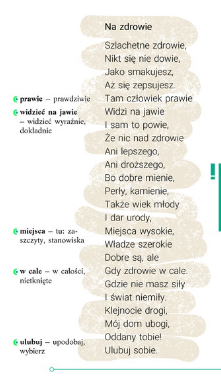 Na zdrowie
Szlachetne zdrowie,
Nikt się nie dowie,
Jako smakujesz,
Aż się zepsujesz.
prawie – prawdziwie
Tam człowiek prawie
widzieć na jawie
– widzieć wyraźnie,
dokładnie
Widzi na jawie
I sam to powie,
Że nic nad zdrowie
Ani lepszego,
Ani droższego,
Bo dobre mienie,
Perły, kamienie,
Także wiek młody
I dar urody,
miejsca – tu: za-
szczyty, stanowiska
Miejsca wysokie,
Władze szerokie
Dobre są, ale
w cale – w całości,
nietknięte
Gdy zdrowie w cale.
Gdzie nie masz siły
I świat niemiły.
Klejnocie drogi,
Mój dom ubogi,
ulubuj – upodobaj,
wybierz
Oddany tobie!
Ulubuj sobie.
!